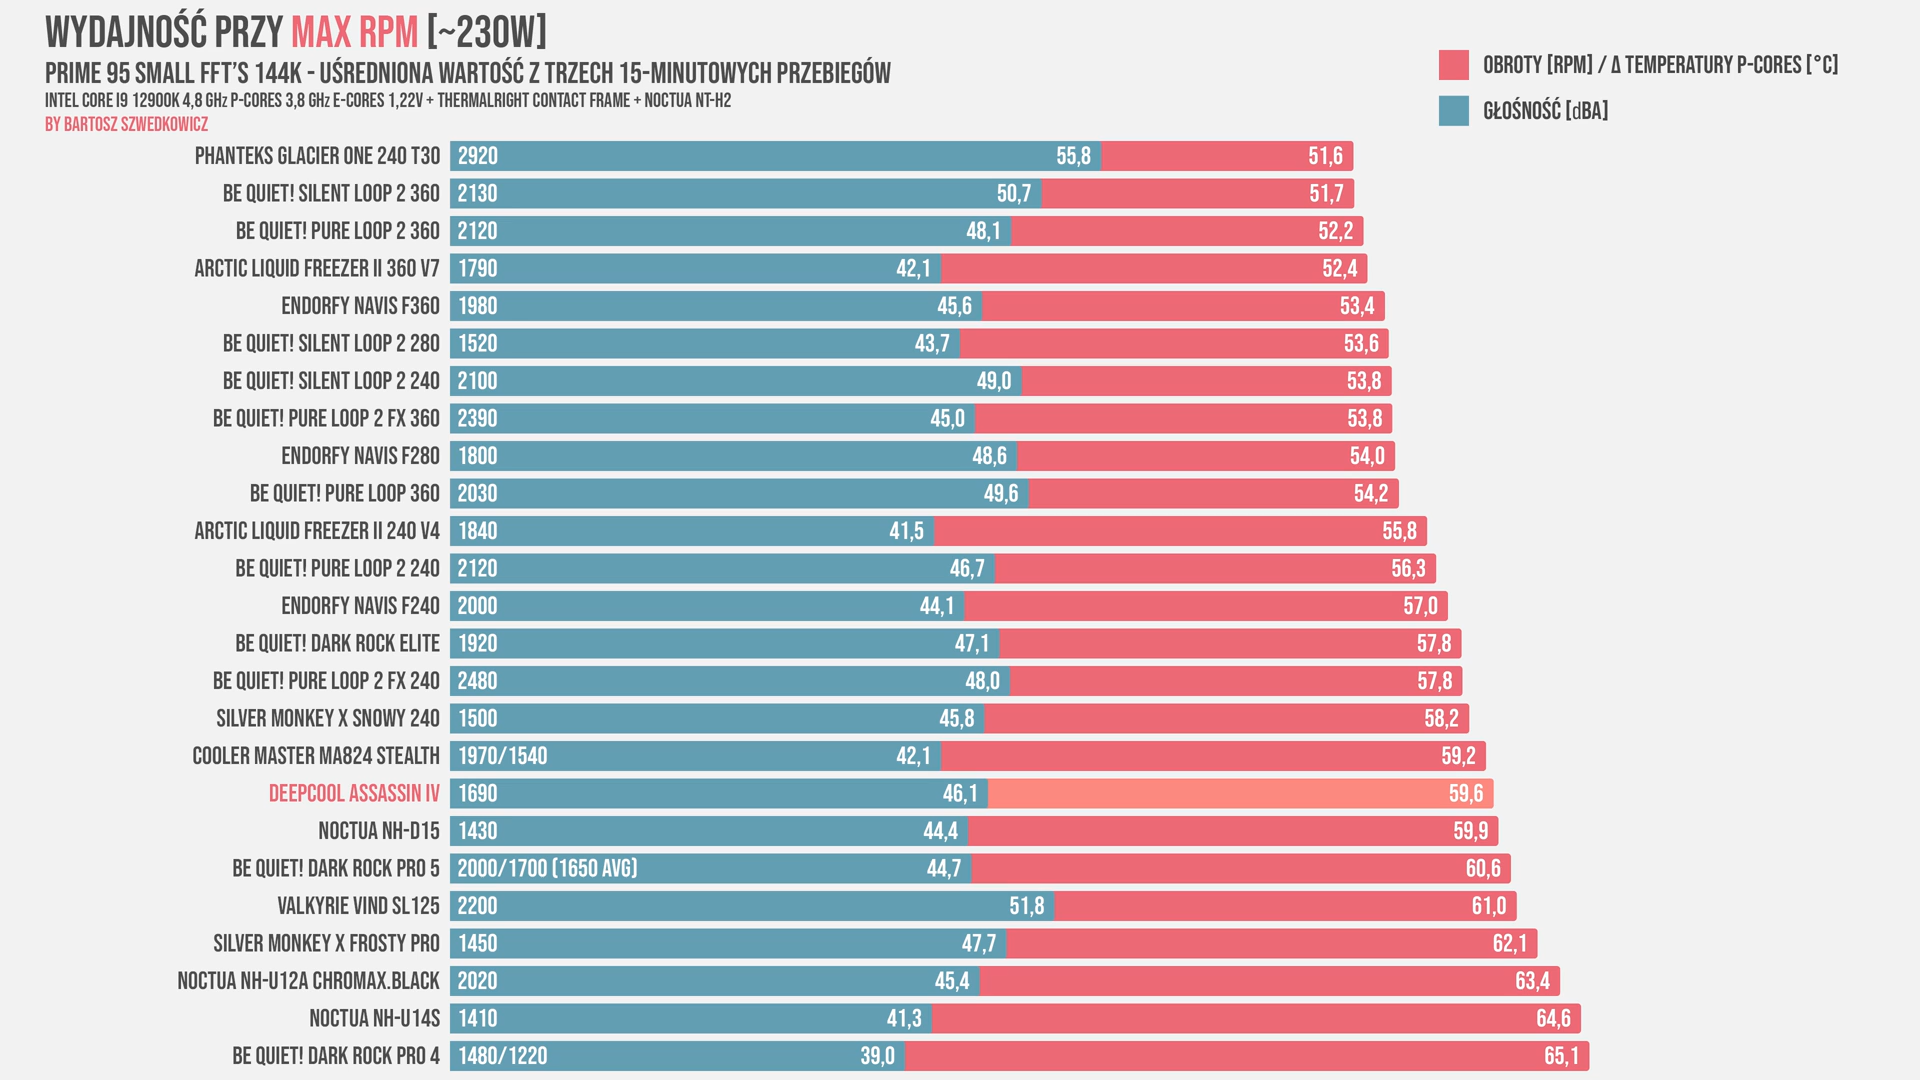 WYDAJNOŚĆ PRZY MAX RPM [~230W]
PRIME 95 SMALL FFT'S 144K - UŚREDNIONA WARTOŚĆ Z TRZECH 15-MINUTOWYCH PRZEBIEGÓW
INTEL CORE I9 12900K 4,8 GHz P-CORES 3,8 GHz E-CORES 1,22V + THERMALRIGHT CONTACT FRAME + NOCTUA NT-H2
BY BARTOSZ SZWEDKOWICZ
OBROTY [RPM] / Δ TEMPERATURY P-CORES [°C]
GŁOŚNOŚĆ [dBA]
PHANTEKS GLACIER ONE 240 T30 2920 55,8 51,6
BE QUIET! SILENT LOOP 2 360 2130 50,7 51,7
BE QUIET! PURE LOOP 2 360 2120 48,1 52,2
ARCTIC LIQUID FREEZER II 360 V7 1790 42,1 52,4
ENDORFY NAVIS F360 1980 45,6 53,4
BE QUIET! SILENT LOOP 2 280 1520 43,7 53,6
BE QUIET! SILENT LOOP 2 240 2100 49,0 53,8
BE QUIET! PURE LOOP 2 FX 360 2390 45,0 53,8
ENDORFY NAVIS F280 1800 48,6 54,0
BE QUIET! PURE LOOP 360 2030 49,6 54,2
ARCTIC LIQUID FREEZER II 240 V4 1840 41,5 55,8
BE QUIET! PURE LOOP 2 240 2120 46,7 56,3
ENDORFY NAVIS F240 2000 44,1 57,0
BE QUIET! DARK ROCK ELITE 1920 47,1 57,8
BE QUIET! PURE LOOP 2 FX 240 2480 48,0 57,8
SILVER MONKEY X SNOWY 240 1500 45,8 58,2
COOLER MASTER MA824 STEALTH 1970/1540 42,1 59,2
DEEPCOOL ASSASSIN IV 1690 46,1 59,6
NOCTUA NH-D15 1430 44,4 59,9
BE QUIET! DARK ROCK PRO 5 2000/1700 (1650 AVG) 44,7 60,6
VALKYRIE VIND SL125 2200 51,8 61,0
SILVER MONKEY X FROSTY PRO 1450 47,7 62,1
NOCTUA NH-U12A CHROMAX.BLACK 2020 45,4 63,4
NOCTUA NH-U14S 1410 41,3 64,6
BE QUIET! DARK ROCK PRO 4 1480/1220 39,0 65,1